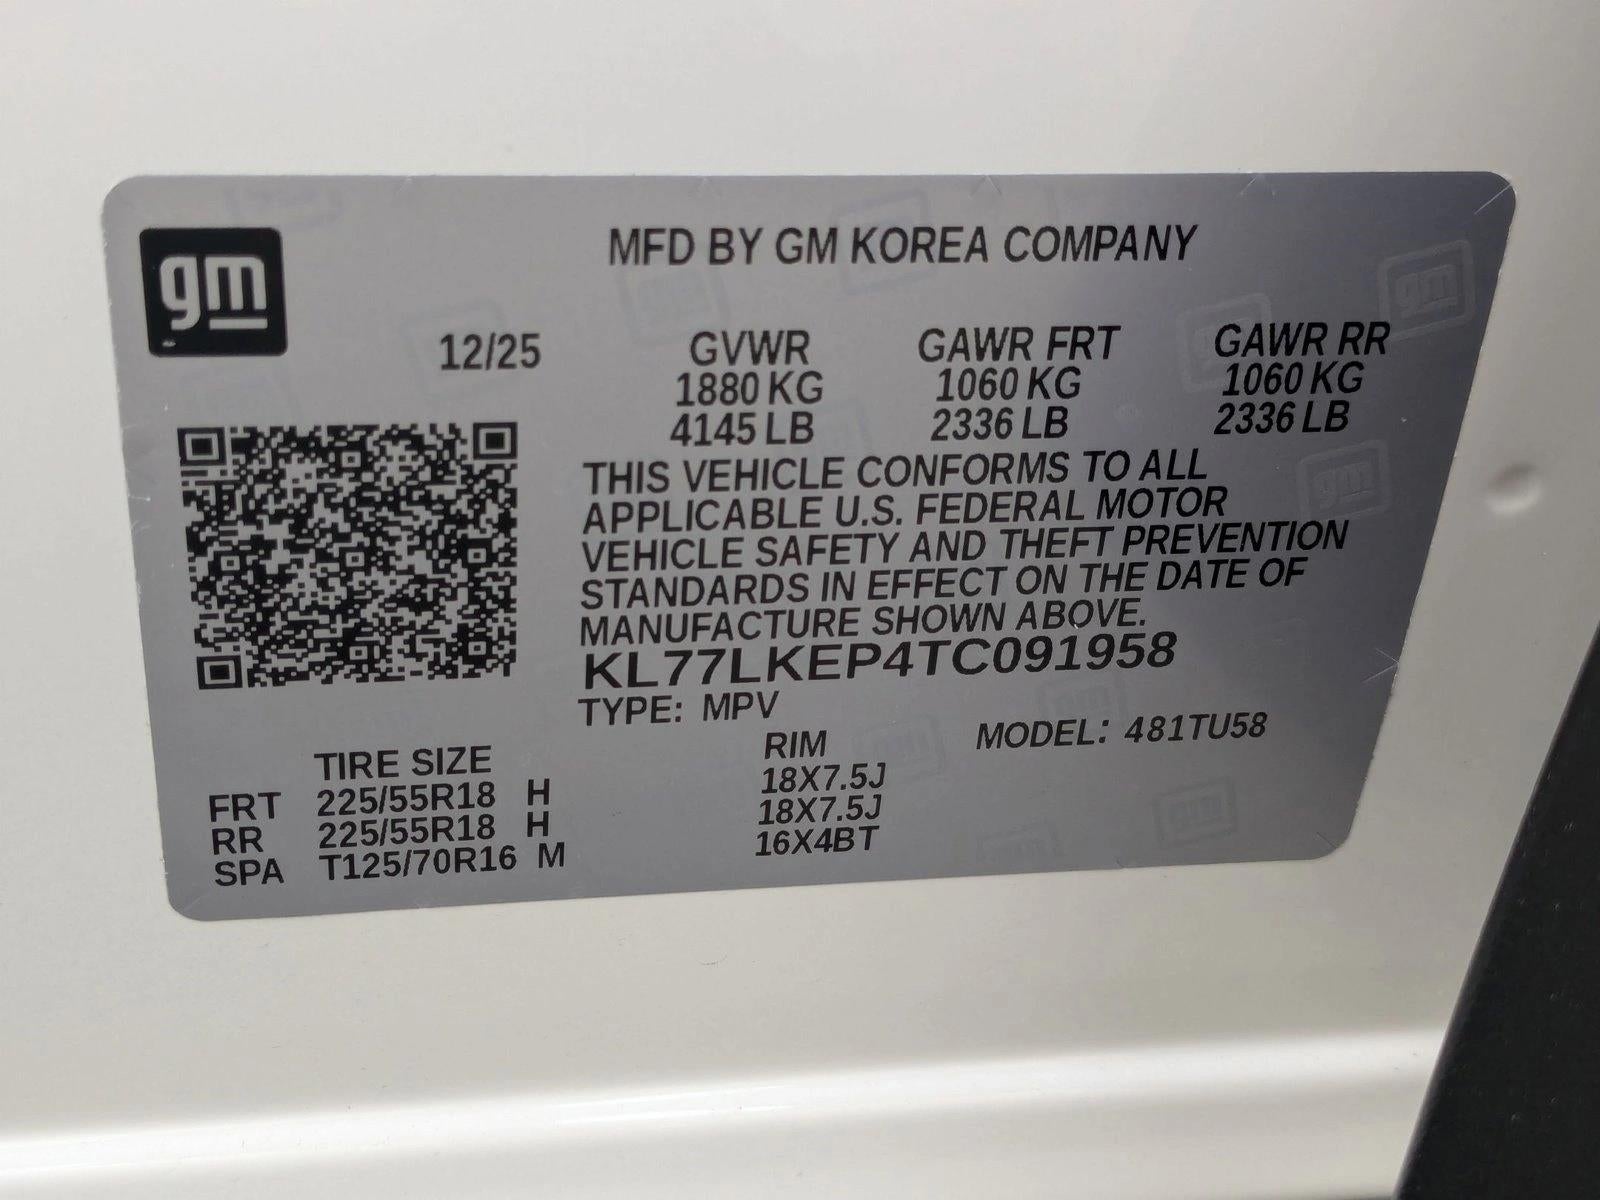 gm
MFD BY GM KOREA COMPANY
12/25
GVWR GAWR FRT GAWR RR
1880 KG 1060 KG 1060 KG
4145 LB 2336 LB 2336 LB
THIS VEHICLE CONFORMS TO ALL
APPLICABLE U.S. FEDERAL MOTOR
VEHICLE SAFETY AND THEFT PREVENTION
STANDARDS IN EFFECT ON THE DATE OF
MANUFACTURE SHOWN ABOVE.
KL77LKEP4TC091958
TYPE: MPV
MODEL: 481TU58
TIRE SIZE RIM
FRT 225/55R18 H 18X7.5J
RR 225/55R18 H 18X7.5J
SPA T125/70R16 M 16X4BT